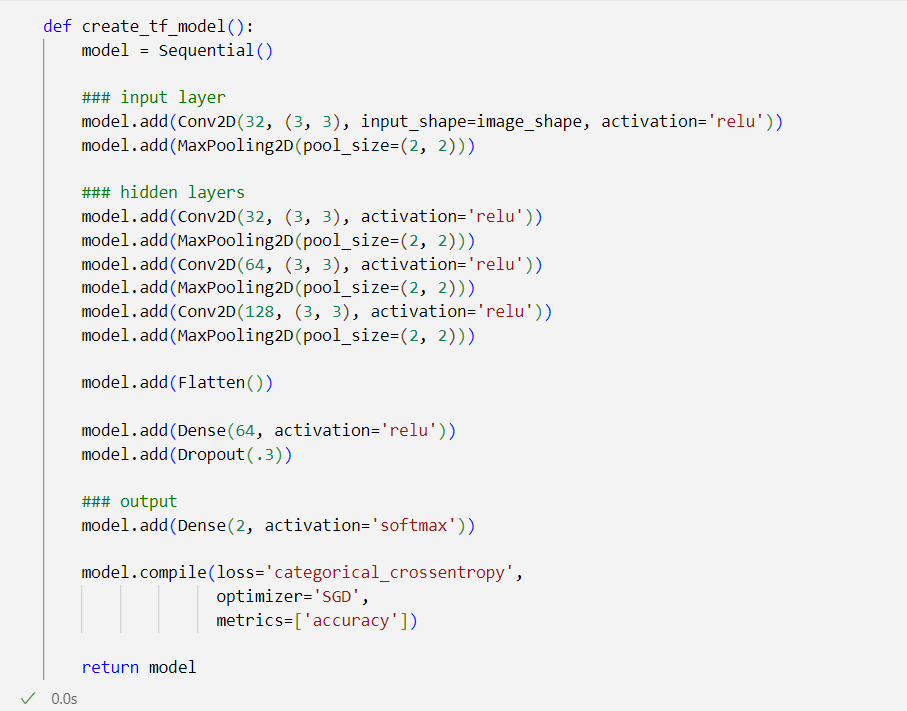 def create_tf_model():
    model = Sequential()

    ### input layer
    model.add(Conv2D(32, (3, 3), input_shape=image_shape, activation='relu'))
    model.add(MaxPooling2D(pool_size=(2, 2)))

    ### hidden layers
    model.add(Conv2D(32, (3, 3), activation='relu'))
    model.add(MaxPooling2D(pool_size=(2, 2)))
    model.add(Conv2D(64, (3, 3), activation='relu'))
    model.add(MaxPooling2D(pool_size=(2, 2)))
    model.add(Conv2D(128, (3, 3), activation='relu'))
    model.add(MaxPooling2D(pool_size=(2, 2)))

    model.add(Flatten())

    model.add(Dense(64, activation='relu'))
    model.add(Dropout(.3))

    ### output
    model.add(Dense(2, activation='softmax'))

    model.compile(loss='categorical_crossentropy',
                  optimizer='SGD',
                  metrics=['accuracy'])

    return model
✓ 0.0s